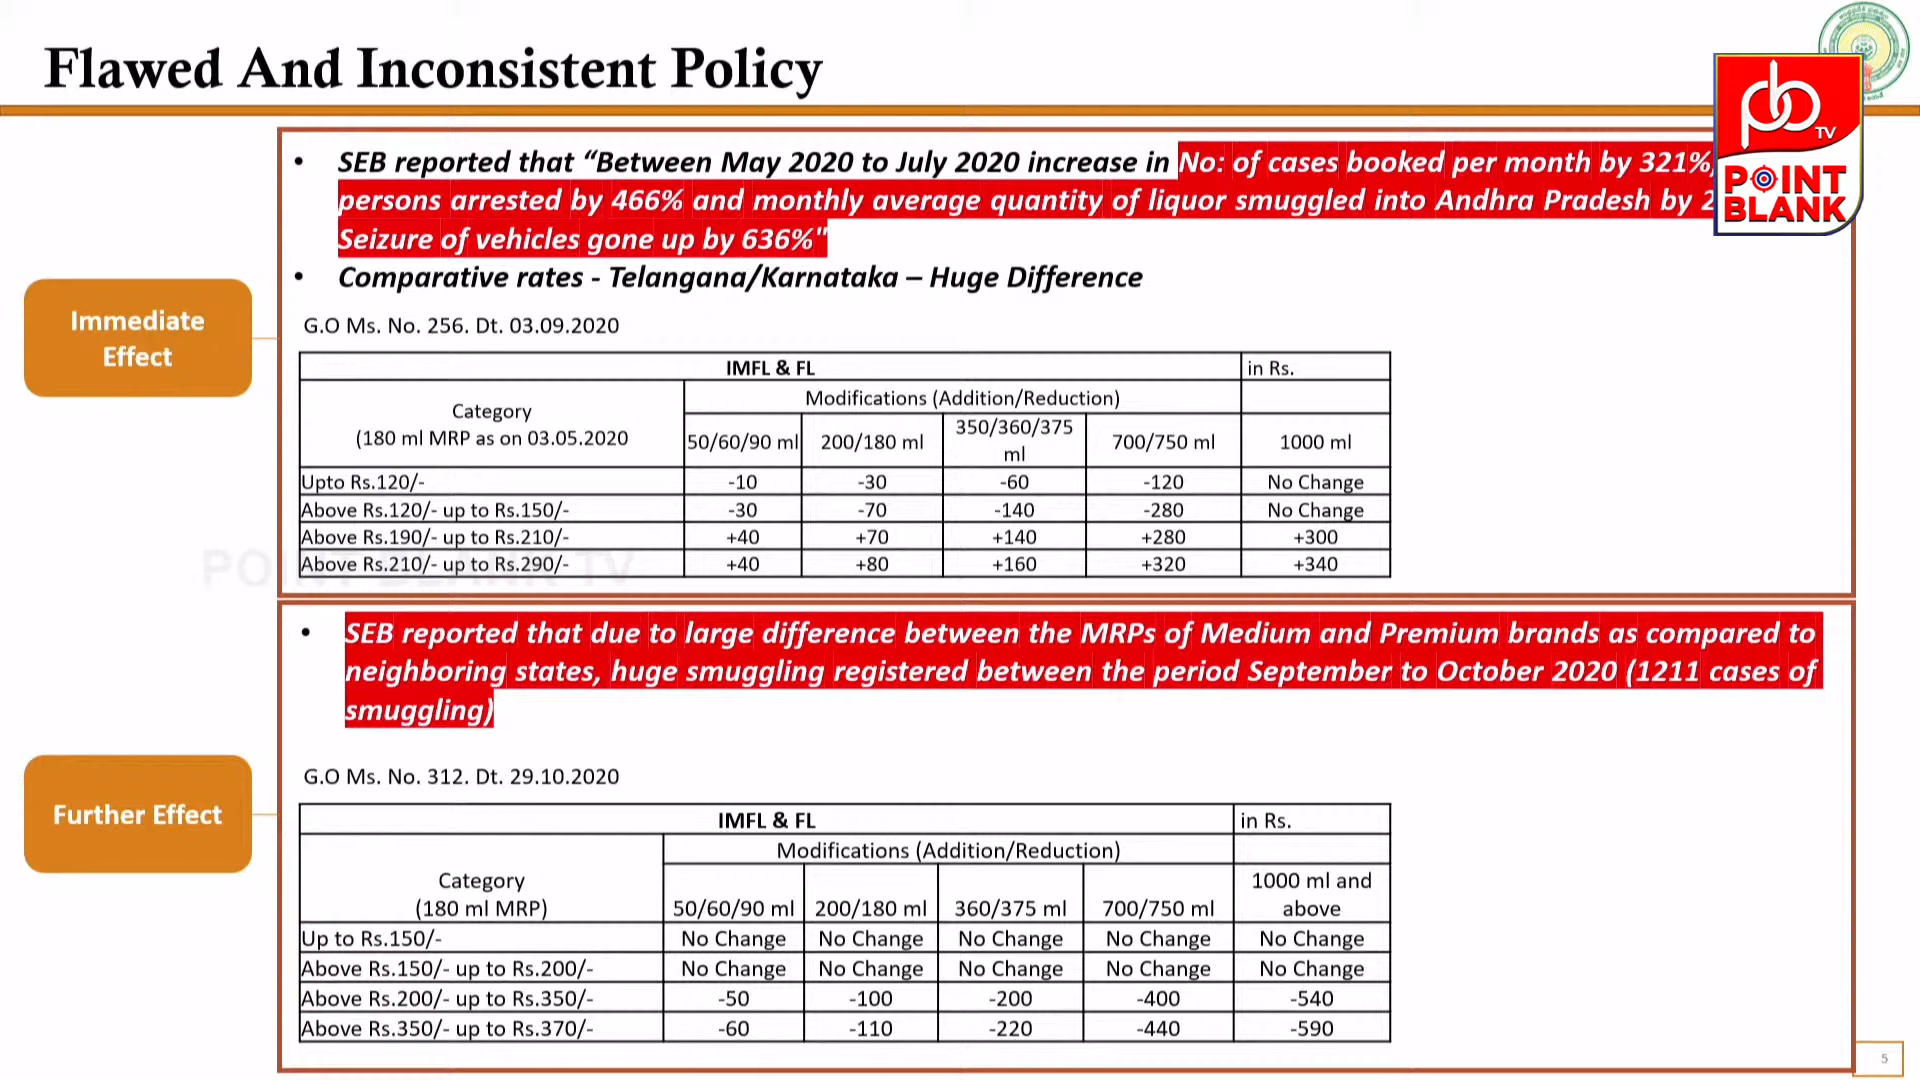 Flawed And Inconsistent Policy
TV
POINT
BLANK
• SEB reported that “Between May 2020 to July 2020 increase in No: of cases booked per month by 321%,
persons arrested by 466% and monthly average quantity of liquor smuggled into Andhra Pradesh by 2
Seizure of vehicles gone up by 636%"
• Comparative rates - Telangana/Karnataka – Huge Difference
Immediate
Effect
G.O Ms. No. 256. Dt. 03.09.2020
IMFL & FL in Rs.
Category
(180 ml MRP as on 03.05.2020
Modifications (Addition/Reduction)
50/60/90 ml 200/180 ml 350/360/375 ml 700/750 ml 1000 ml
Upto Rs.120/- -10 -30 -60 -120 No Change
Above Rs.120/- up to Rs.150/- -30 -70 -140 -280 No Change
Above Rs.190/- up to Rs.210/- +40 +70 +140 +280 +300
Above Rs.210/- up to Rs.290/- +40 +80 +160 +320 +340
POINT BLANK TV
• SEB reported that due to large difference between the MRPs of Medium and Premium brands as compared to
neighboring states, huge smuggling registered between the period September to October 2020 (1211 cases of
smuggling)
Further Effect
G.O Ms. No. 312. Dt. 29.10.2020
IMFL & FL in Rs.
Modifications (Addition/Reduction)
Category
(180 ml MRP)
50/60/90 ml 200/180 ml 360/375 ml 700/750 ml 1000 ml and above
Up to Rs.150/- No Change No Change No Change No Change No Change
Above Rs.150/- up to Rs.200/- No Change No Change No Change No Change No Change
Above Rs.200/- up to Rs.350/- -50 -100 -200 -400 -540
Above Rs.350/- up to Rs.370/- -60 -110 -220 -440 -590
5